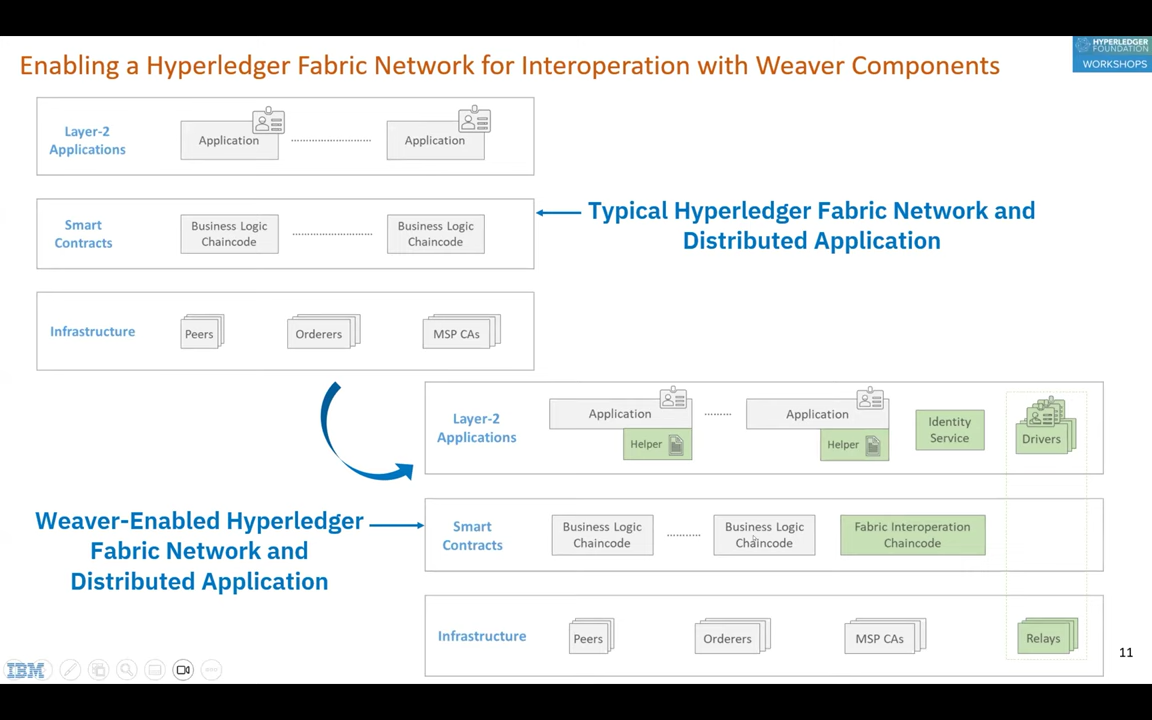 Enabling a Hyperledger Fabric Network for Interoperation with Weaver Components
HYPERLEDGER
FOUNDATION
WORKSHOPS
Layer-2
Applications
Application
Application
Smart
Contracts
Business Logic
Chaincode
Business Logic
Chaincode
Typical Hyperledger Fabric Network and
Distributed Application
Infrastructure
Peers
Orderers
MSP CAs
Layer-2
Applications
Application
Helper
Application
Helper
Identity
Service
Drivers
Weaver-Enabled Hyperledger
Fabric Network and
Distributed Application
Smart
Contracts
Business Logic
Chaincode
Business Logic
Chaincode
Fabric Interoperation
Chaincode
Infrastructure
Peers
Orderers
MSP CAs
Relays
IBM
11